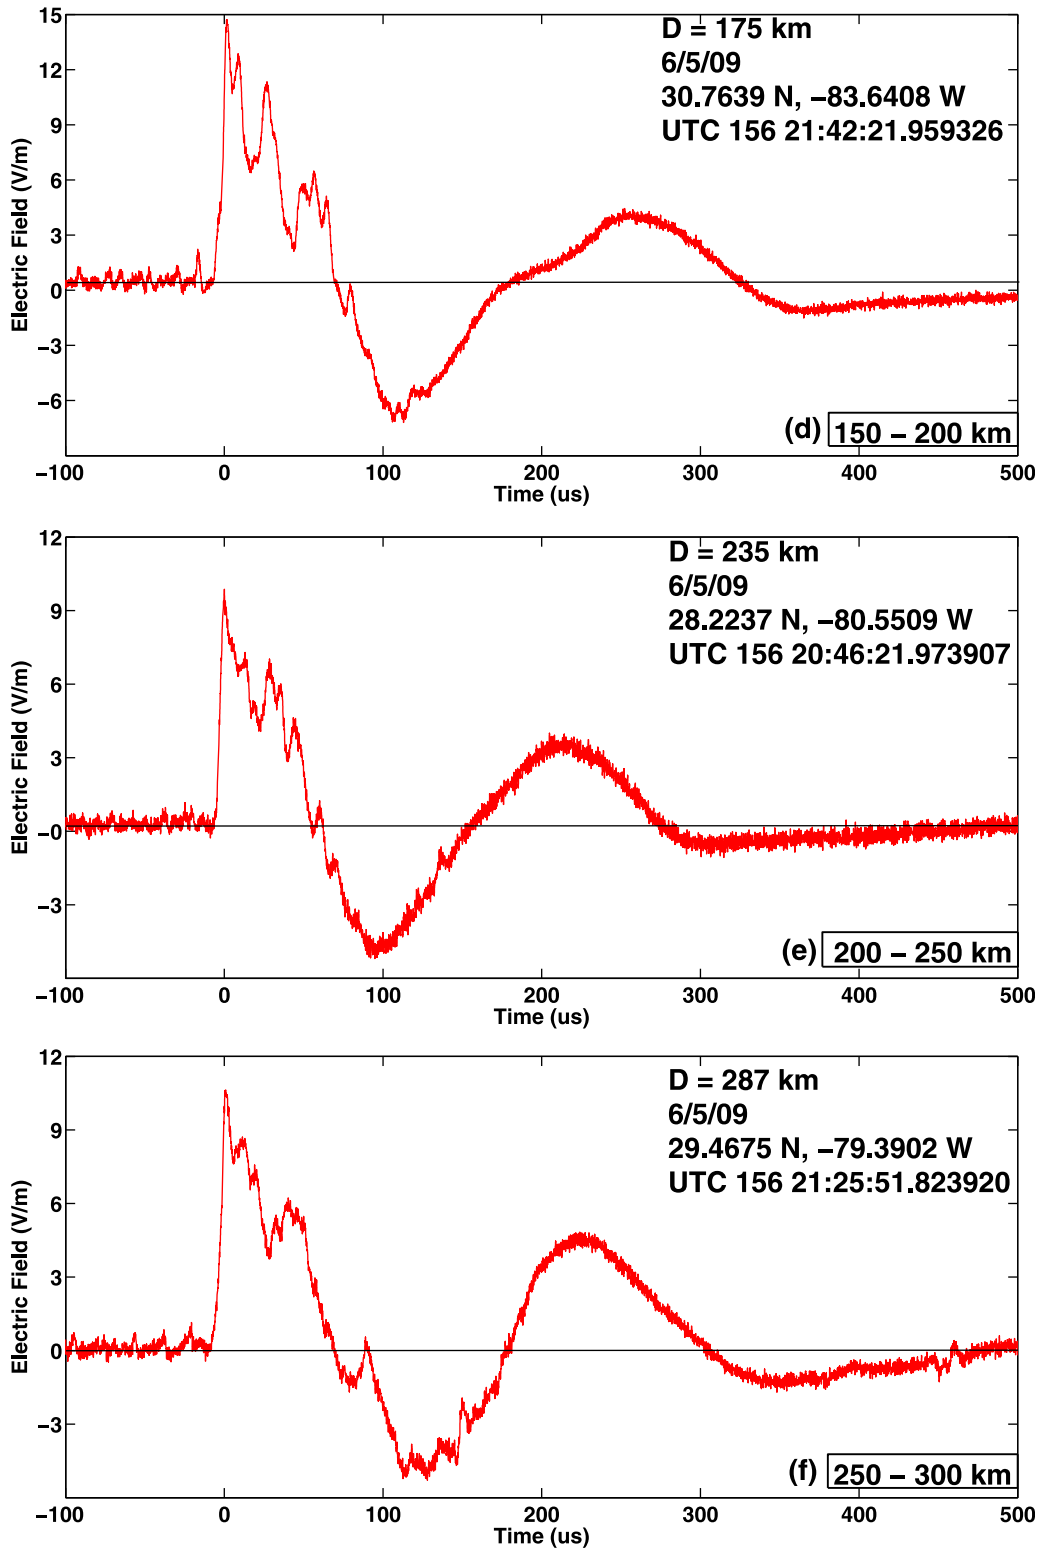 15
12
9
6
3
0
−3
−6
Electric Field (V/m)
D = 175 km
6/5/09
30.7639 N, −83.6408 W
UTC 156 21:42:21.959326
(d) 150 − 200 km
−100 0 100 200 300 400 500
Time (us)
12
9
6
3
−0
−3
Electric Field (V/m)
D = 235 km
6/5/09
28.2237 N, −80.5509 W
UTC 156 20:46:21.973907
(e) 200 − 250 km
−100 0 100 200 300 400 500
Time (us)
12
9
6
3
0
−3
Electric Field (V/m)
D = 287 km
6/5/09
29.4675 N, −79.3902 W
UTC 156 21:25:51.823920
(f) 250 − 300 km
−100 0 100 200 300 400 500
Time (us)